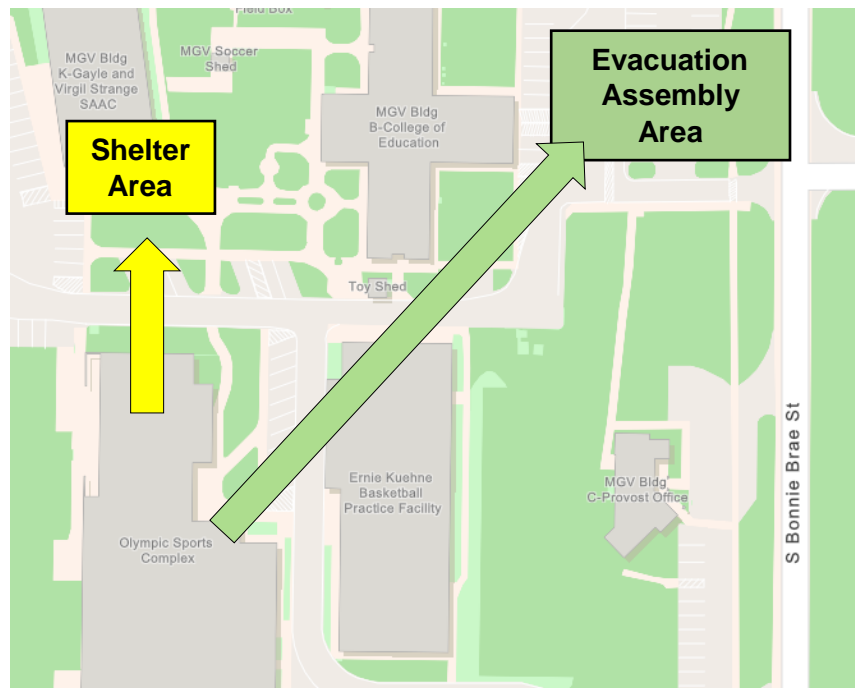 Field Box
MGV Bldg
K-Gayle and
Virgil Strange
SAAC
MGV Soccer
Shed
Evacuation
Assembly
Area
MGV Bldg
B-College of
Education
Shelter
Area
Toy Shed
Ernie Kuehne
Basketball
Practice Facility
MGV Bldg
C-Provost Office
Olympic Sports
Complex
S Bonnie Brae St